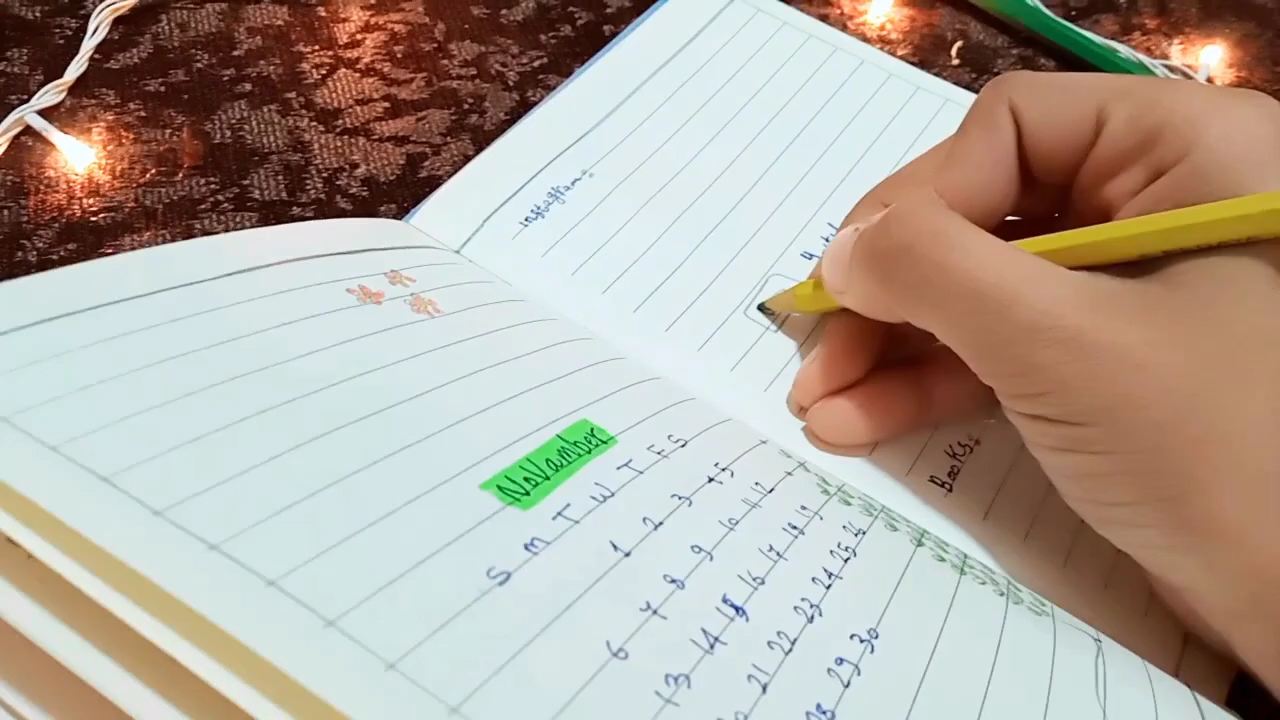 NoVamber
S M T W T F S
1 2 3 4 5
6 7 8 9 10 11 12
13 14 15 16 17 18 19
21 22 23 24 25 26
28 29 30
instagram:
Books: